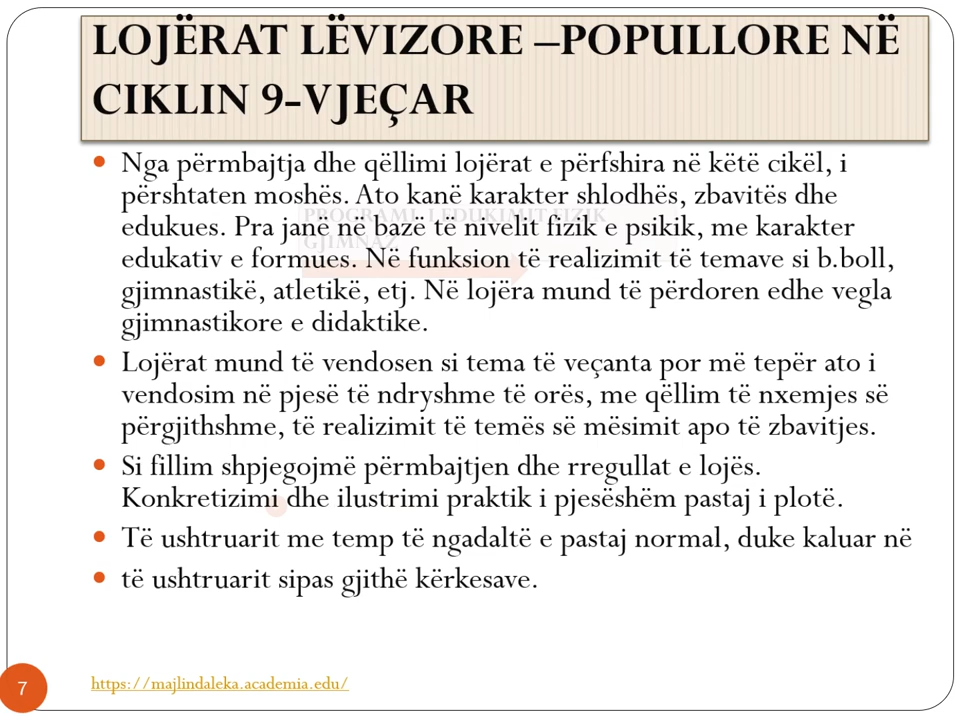 LOJËRAT LËVIZORE –POPULLORE NË
CIKLIN 9-VJEÇAR
• Nga përmbajtja dhe qëllimi lojërat e përfshira në këtë cikël, i
përshtaten moshës. Ato kanë karakter shlodhës, zbavitës dhe
edukues. Pra janë në bazë të nivelit fizik e psikik, me karakter
edukativ e formues. Në funksion të realizimit të temave si b.boll,
gjimnastikë, atletikë, etj. Në lojëra mund të përdoren edhe vegla
gjimnastikore e didaktike.
• Lojërat mund të vendosen si tema të veçanta por më tepër ato i
vendosim në pjesë të ndryshme të orës, me qëllim të nxemjes së
përgjithshme, të realizimit të temës së mësimit apo të zbavitjes.
• Si fillim shpjegojmë përmbajtjen dhe rregullat e lojës.
Konkretizimi dhe ilustrimi praktik i pjesëshëm pastaj i plotë.
• Të ushtruarit me temp të ngadaltë e pastaj normal, duke kaluar në
• të ushtruarit sipas gjithë kërkesave.
7
https://majlindaleka.academia.edu/